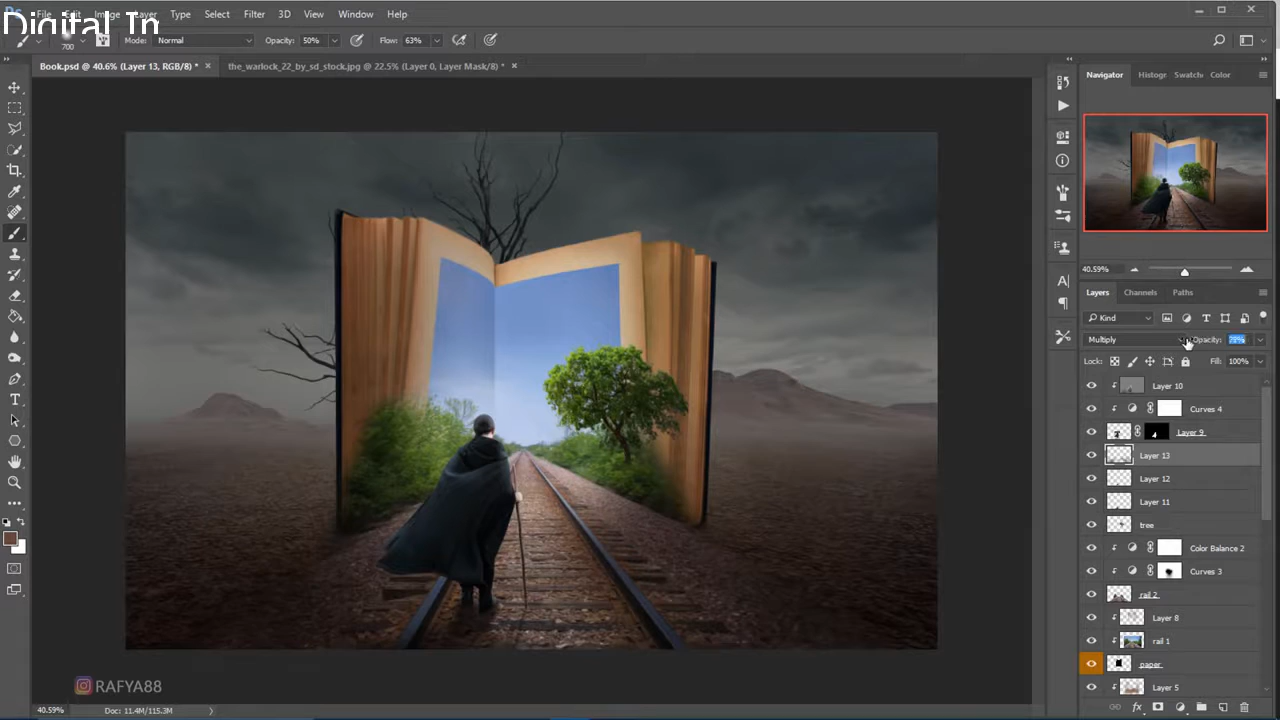 File Edit Image Layer Type Select Filter 3D View Window Help
Digital In
700 Mode: Normal Opacity: 50% Flow: 63%
Book.psd @ 40.6% (Layer 13, RGB/8) * × the_warlock_22_by_sd_stock.jpg @ 22.5% (Layer 0, Layer Mask/8) * ×
Navigator Histogr Swatch Color
40.59%
Layers Channels Paths
Kind
Multiply Opacity:
Lock: Fill: 100%
Layer 10
Curves 4
Layer 9
Layer 13
Layer 12
Layer 11
tree
Color Balance 2
Curves 3
rail 2
Layer 8
rail 1
paper
Layer 5
RAFYA88
40.59% Doc: 11.4M/115.3M